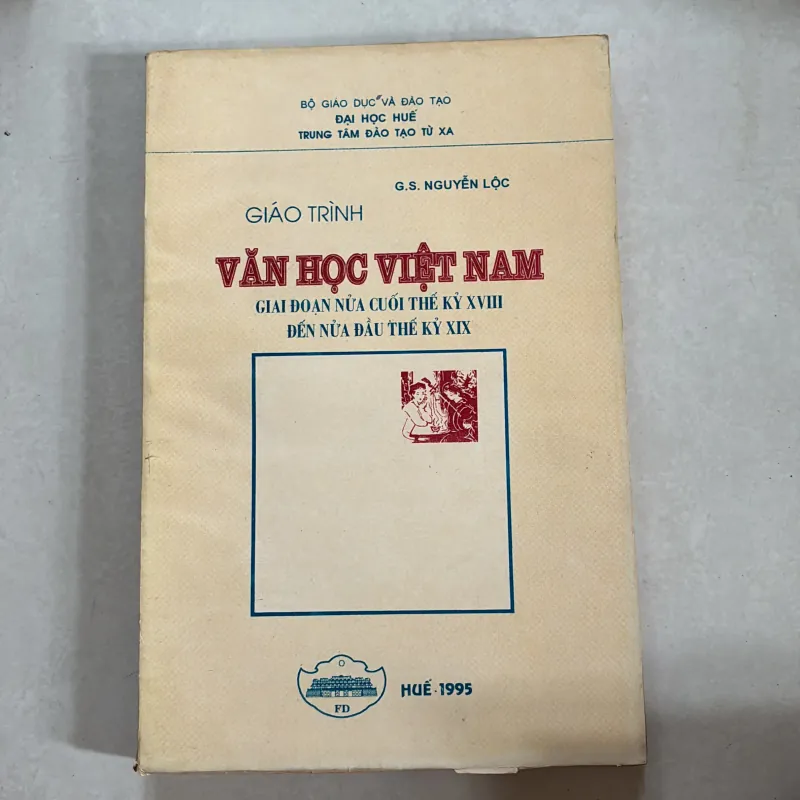 BỘ GIÁO DỤC VÀ ĐÀO TẠO
ĐẠI HỌC HUẾ
TRUNG TÂM ĐÀO TẠO TỪ XA
G.S. NGUYỄN LỘC
GIÁO TRÌNH
VĂN HỌC VIỆT NAM
GIAI ĐOẠN NỬA CUỐI THẾ KỶ XVIII
ĐẾN NỬA ĐẦU THẾ KỶ XIX
FD
HUẾ - 1995